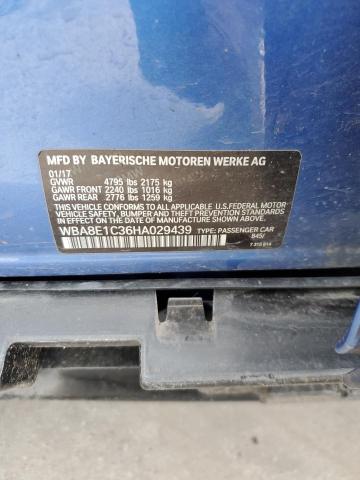 MFD BY BAYERISCHE MOTOREN WERKE AG
01/17
GVWR 4795 lbs 2175 kg
GAWR FRONT 2240 lbs 1016 kg
GAWR REAR 2776 lbs 1259 kg
THIS VEHICLE CONFORMS TO ALL APPLICABLE
U.S. FEDERAL MOTOR VEHICLE SAFETY, BUMPER,
AND THEFT PREVENTION STANDARDS IN EFFECT ON
THE DATE OF MANUFACTURE SHOWN ABOVE.
WBA8E1C36HA029439 TYPE: PASSENGER CAR
845/